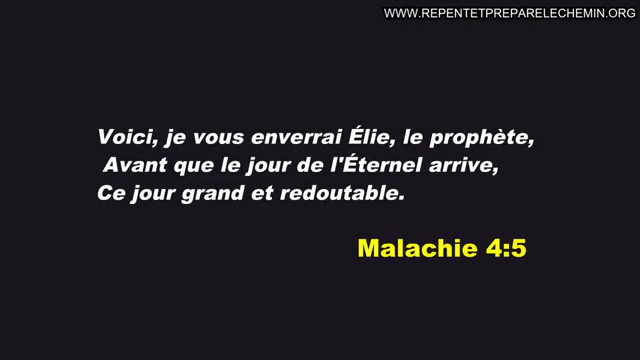 WWW.REPENTETPREPARELECHEMIN.ORG
Voici, je vous enverrai Élie, le prophète,
Avant que le jour de l'Éternel arrive,
Ce jour grand et redoutable.
Malachie 4:5